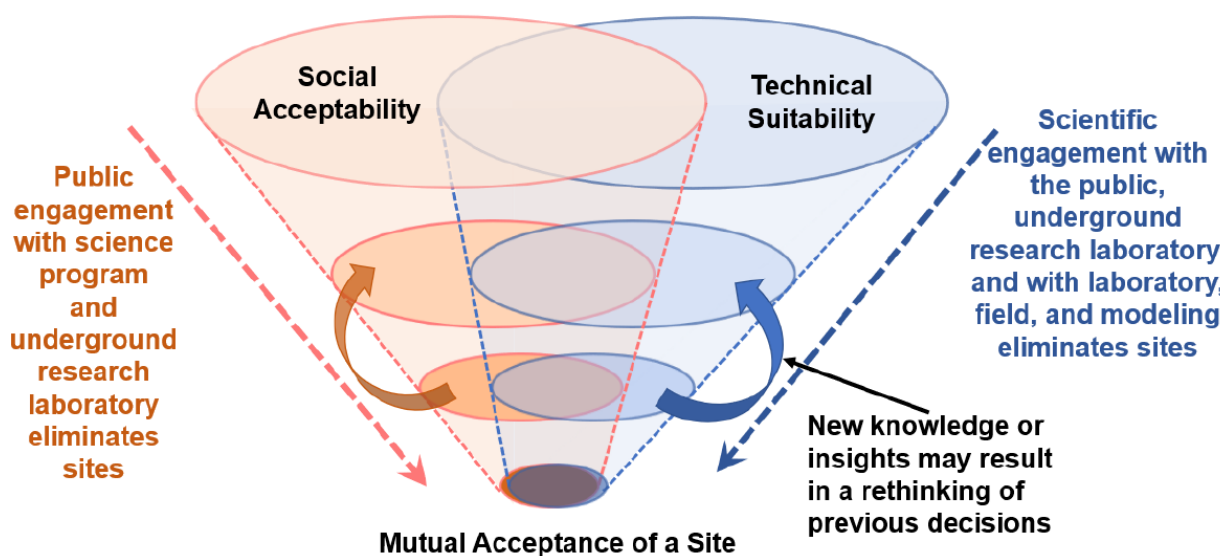 Social
Acceptability
Technical
Suitability
Public
engagement
with science
program
and
underground
research
laboratory
eliminates
sites
Scientific
engagement with
the public,
underground
research laboratory
and with laboratory,
field, and modeling
eliminates sites
New knowledge or
insights may result
in a rethinking of
previous decisions
Mutual Acceptance of a Site